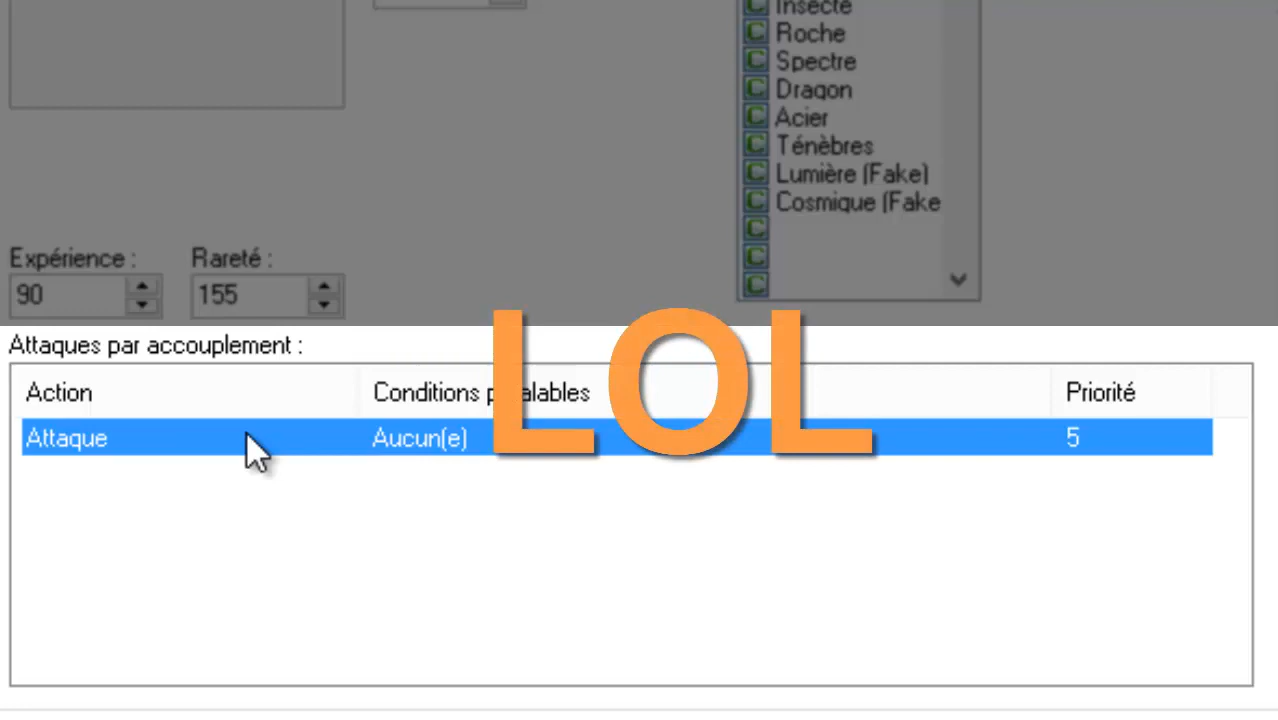 Insecte
Roche
Spectre
Dragon
Acier
Ténèbres
Lumière (Fake)
Cosmique (Fake
Expérience : Rareté :
90 155
LOL
Attaques par accouplement :
Action Conditions Priorité
Attaque Aucun(e) 5